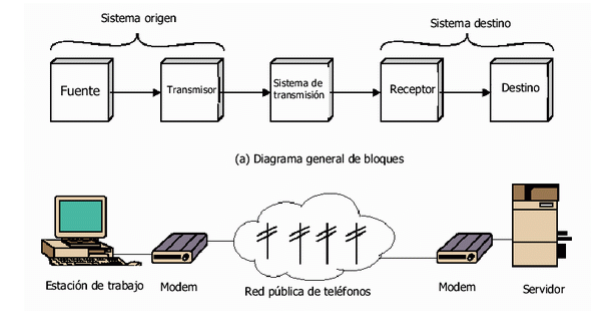 Sistema origen
Sistema destino
Fuente
Transmisor
Sistema de
transmisión
Receptor
Destino
(a) Diagrama general de bloques
Estación de trabajo
Modem
Red pública de teléfonos
Modem
Servidor